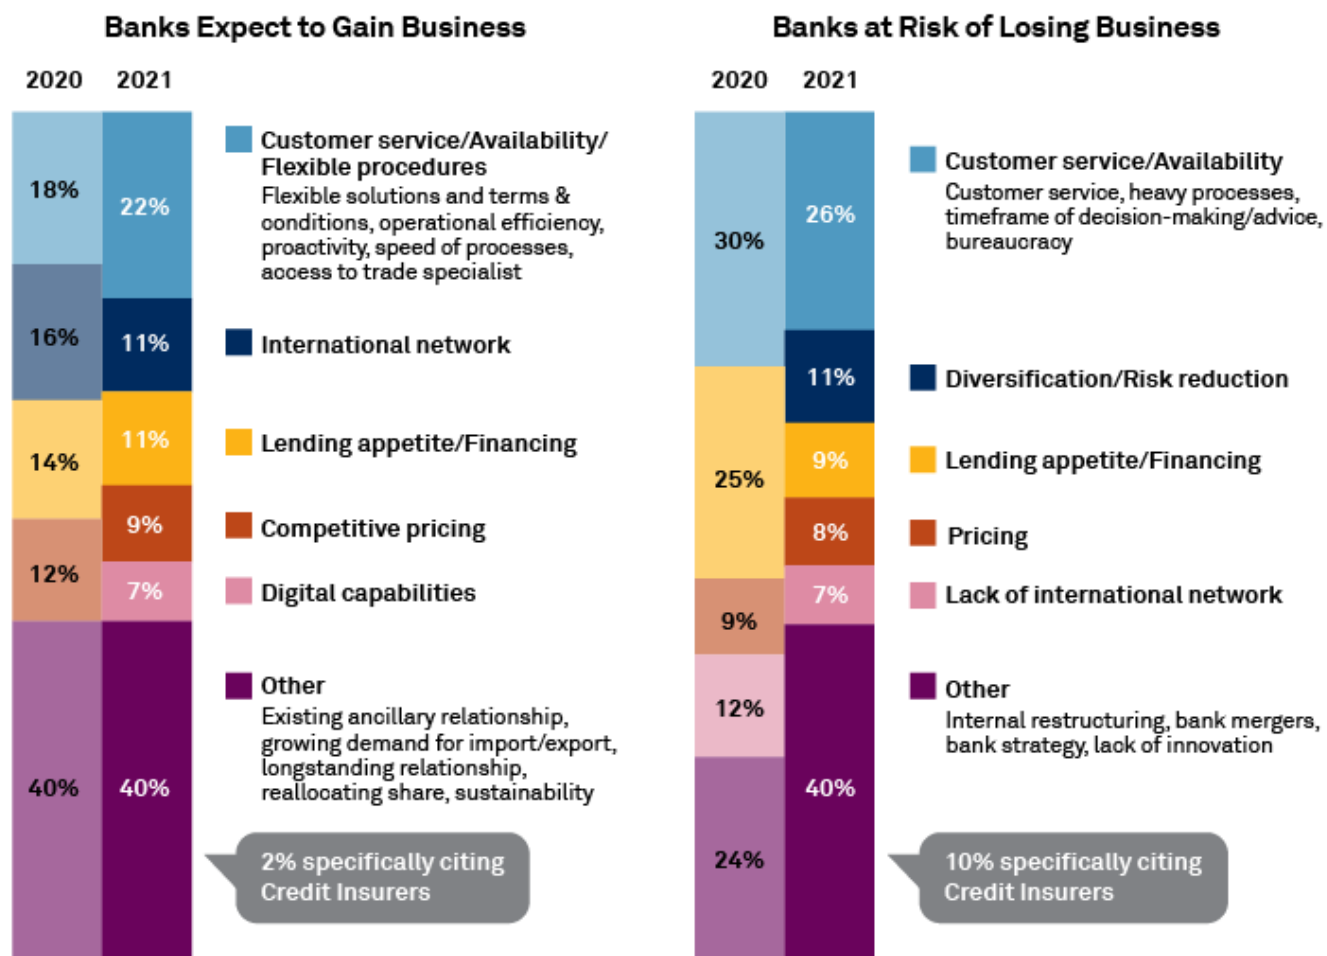 Banks Expect to Gain Business
2020 2021
18%
22%
16%
11%
14%
11%
12%
9%
7%
40%
40%
Customer service/Availability/
Flexible procedures
Flexible solutions and terms &
conditions, operational efficiency,
proactivity, speed of processes,
access to trade specialist
International network
Lending appetite/Financing
Competitive pricing
Digital capabilities
Other
Existing ancillary relationship,
growing demand for import/export,
longstanding relationship,
reallocating share, sustainability
2% specifically citing
Credit Insurers
Banks at Risk of Losing Business
2020 2021
30%
26%
11%
25%
9%
8%
9%
7%
12%
24%
40%
Customer service/Availability
Customer service, heavy processes,
timeframe of decision-making/advice,
bureaucracy
Diversification/Risk reduction
Lending appetite/Financing
Pricing
Lack of international network
Other
Internal restructuring, bank mergers,
bank strategy, lack of innovation
10% specifically citing
Credit Insurers